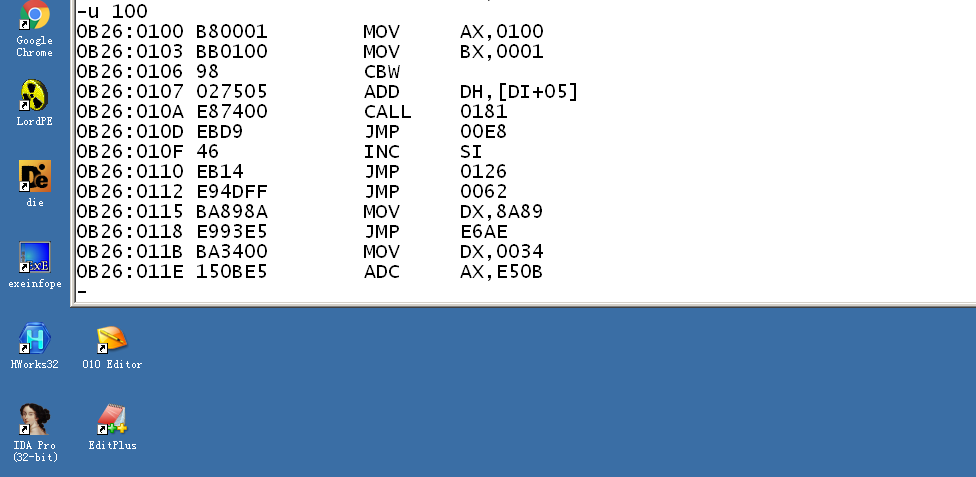 -u 100
0B26:0100 B80001 MOV AX,0100
0B26:0103 BB0100 MOV BX,0001
0B26:0106 98 CBW
0B26:0107 027505 ADD DH,[DI+05]
0B26:010A E87400 CALL 0181
0B26:010D EBD9 JMP 00E8
0B26:010F 46 INC SI
0B26:0110 EB14 JMP 0126
0B26:0112 E94DFF JMP 0062
0B26:0115 BA898A MOV DX,8A89
0B26:0118 E993E5 JMP E6AE
0B26:011B BA3400 MOV DX,0034
0B26:011E 150BE5 ADC AX,E50B
-
Google
Chrome
LordPE
die
exeinfope
HWorks32
010 Editor
IDA Pro
(32-bit)
EditPlus